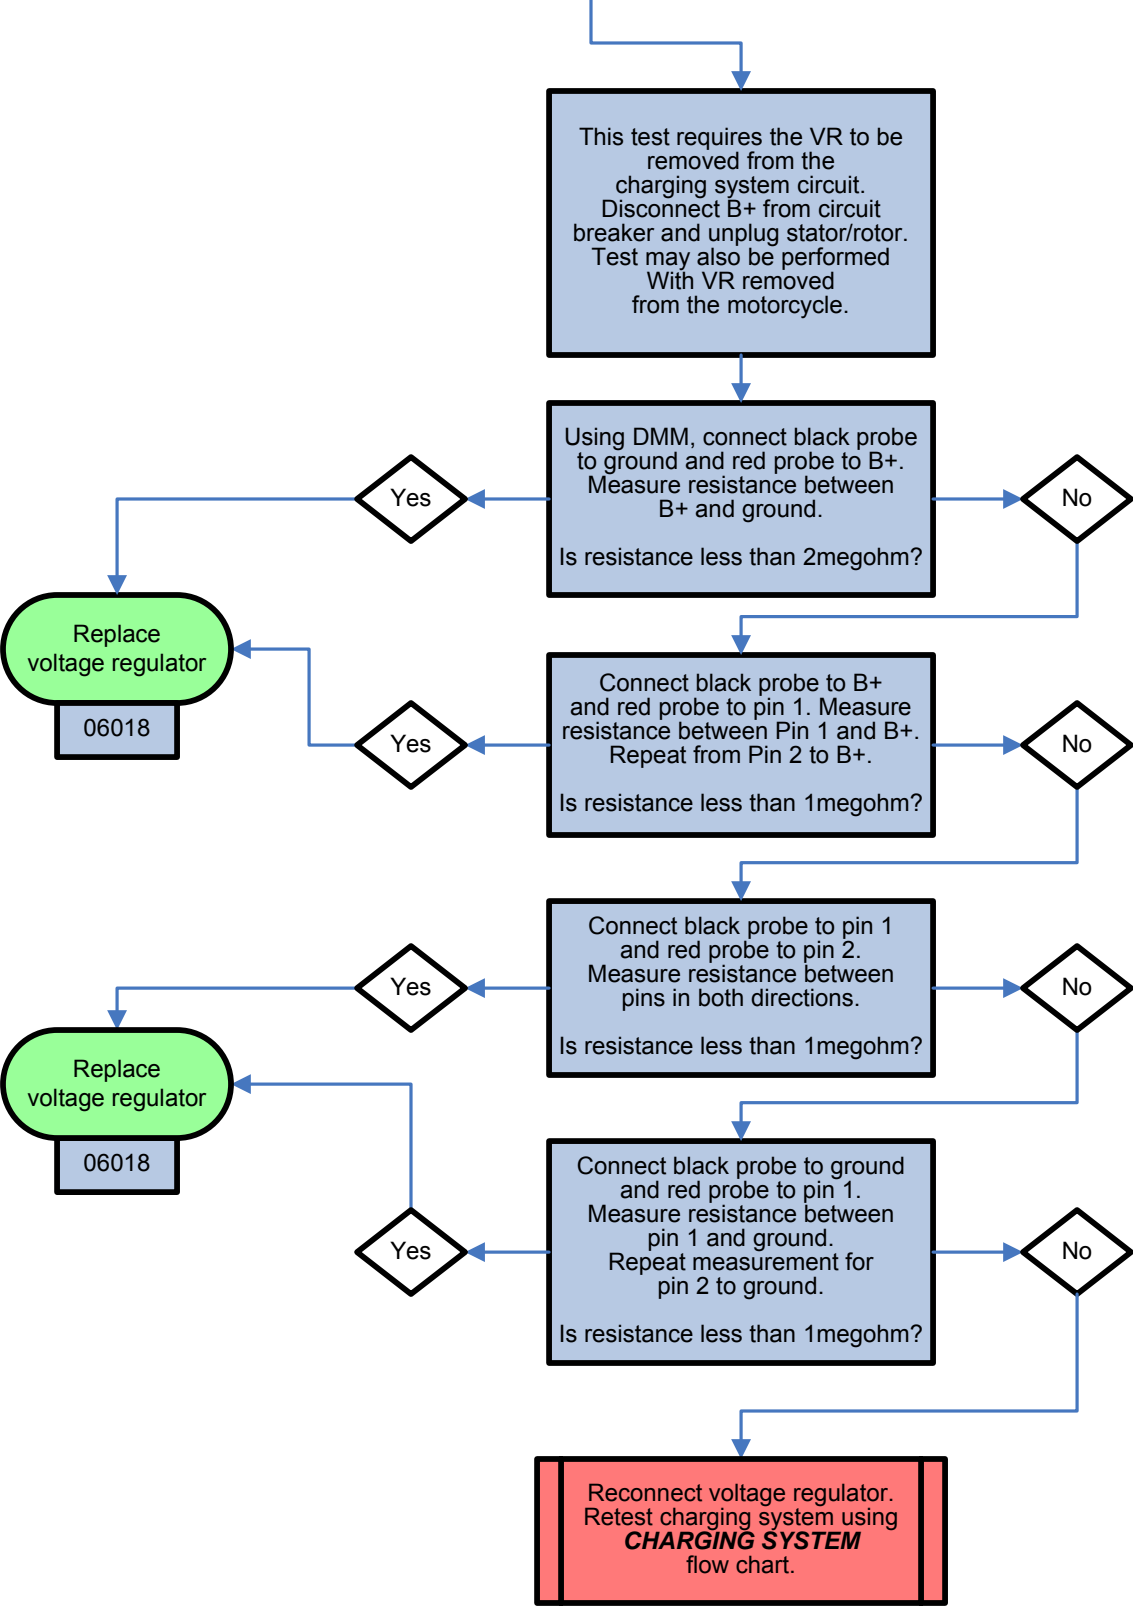 This test requires the VR to be
removed from the
charging system circuit.
Disconnect B+ from circuit
breaker and unplug stator/rotor.
Test may also be performed
With VR removed
from the motorcycle.
Using DMM, connect black probe
to ground and red probe to B+.
Measure resistance between
B+ and ground.
Is resistance less than 2megohm?
Yes
No
Replace
voltage regulator
06018
Connect black probe to B+
and red probe to pin 1. Measure
resistance between Pin 1 and B+.
Repeat from Pin 2 to B+.
Is resistance less than 1megohm?
Yes
No
Connect black probe to pin 1
and red probe to pin 2.
Measure resistance between
pins in both directions.
Is resistance less than 1megohm?
Yes
No
Replace
voltage regulator
06018
Connect black probe to ground
and red probe to pin 1.
Measure resistance between
pin 1 and ground.
Repeat measurement for
pin 2 to ground.
Is resistance less than 1megohm?
Yes
No
Reconnect voltage regulator.
Retest charging system using
CHARGING SYSTEM
flow chart.